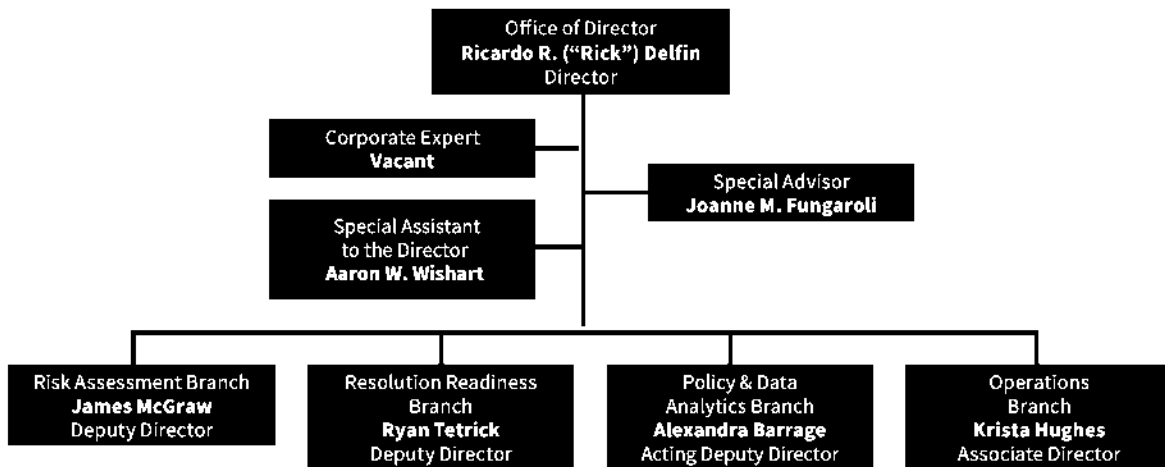 Office of Director
Ricardo R. (“Rick”) Delfin
Director
Corporate Expert
Vacant
Special Advisor
Joanne M. Fungaroli
Special Assistant
to the Director
Aaron W. Wishart
Risk Assessment Branch
James McGraw
Deputy Director
Resolution Readiness
Branch
Ryan Tetrick
Deputy Director
Policy & Data
Analytics Branch
Alexandra Barrage
Acting Deputy Director
Operations
Branch
Krista Hughes
Associate Director